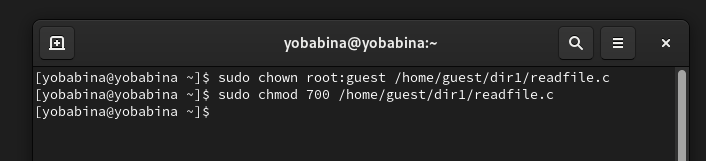 yobabina@yobabina:~
[yobabina@yobabina ~]$ sudo chown root:guest /home/guest/dir1/readfile.c
[yobabina@yobabina ~]$ sudo chmod 700 /home/guest/dir1/readfile.c
[yobabina@yobabina ~]$